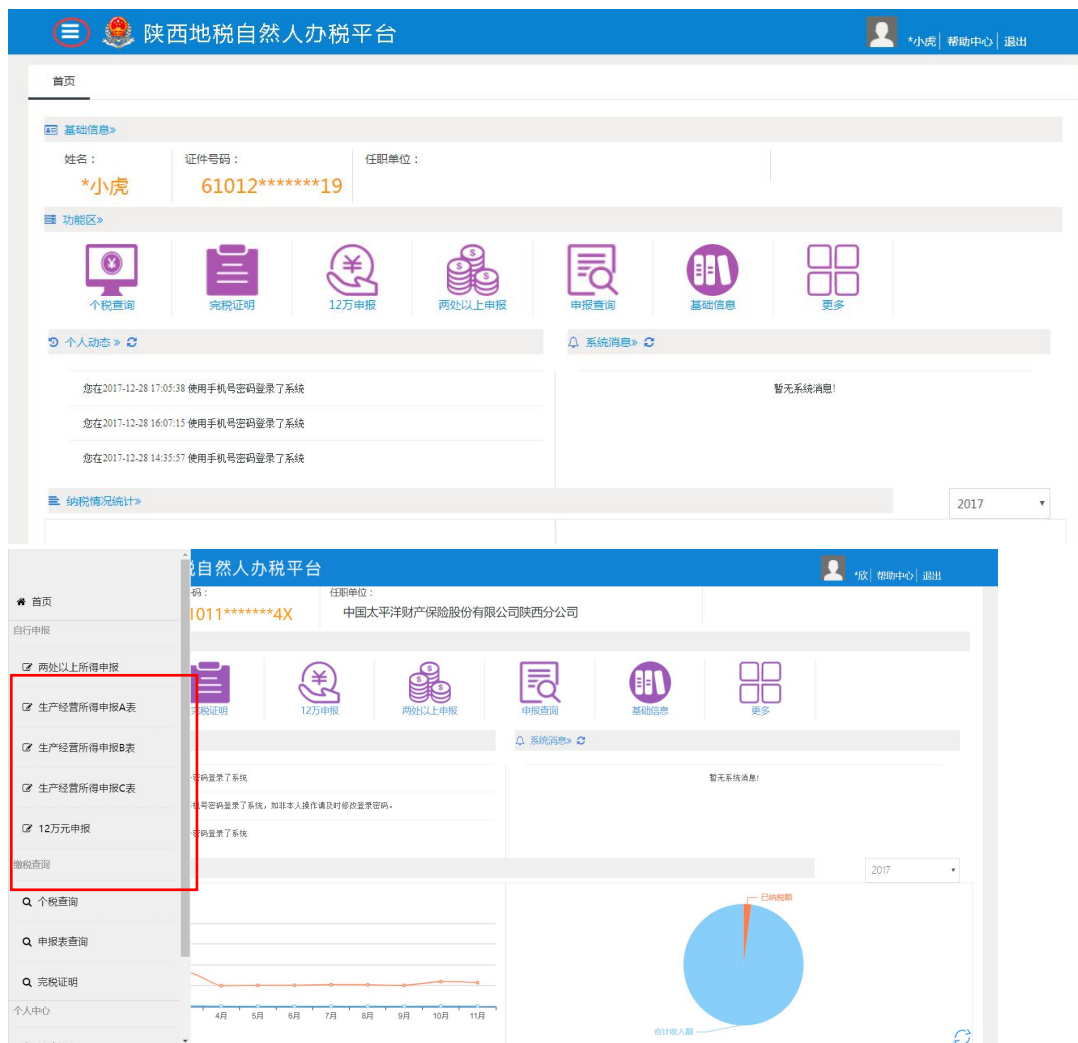 陕西地税自然人办税平台
*小虎 帮助中心 退出
首页
基础信息»
姓名： 证件号码： 任职单位：
*小虎 61012*******19
功能区»
个税查询 完税证明 12万申报 两处以上申报 申报查询 基础信息 更多
个人动态» 系统消息»
您在2017-12-28 17:05:38 使用手机号密码登录了系统
暂无系统消息!
您在2017-12-28 16:07:15 使用手机号密码登录了系统
您在2017-12-28 14:35:57 使用手机号密码登录了系统
纳税情况统计» 2017
自然人办税平台
*欣 帮助中心 退出
首页
码： 任职单位：
1011*******4X 中国太平洋财产保险股份有限公司陕西分公司
自行申报
两处以上所得申报
生产经营所得申报A表
生产经营所得申报B表
生产经营所得申报C表
12万元申报
缴税查询
个税查询
申报表查询
完税证明
个人中心
完税证明 12万申报 两处以上申报 申报查询 基础信息 更多
系统消息»
密码登录了系统
暂无系统消息!
机号密码登录了系统，如非本人操作请及时修改登录密码。
密码登录了系统
2017
已纳税额
合计收入额
4月 5月 6月 7月 8月 9月 10月 11月